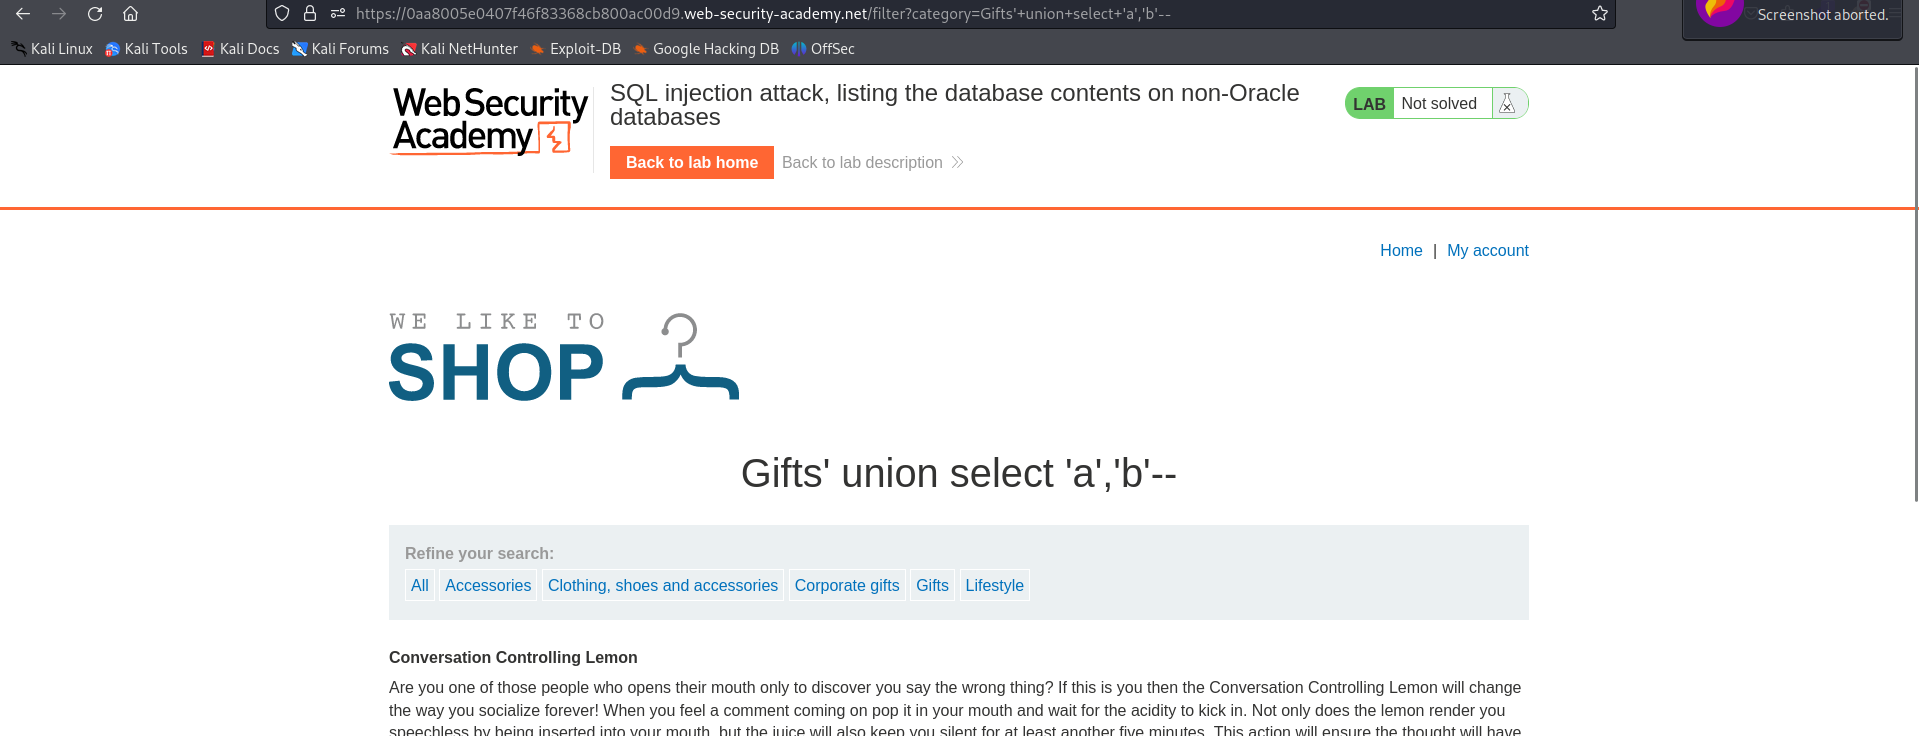 https://0aa8005e0407f46f83368cb800ac00d9.web-security-academy.net/filter?category=Gifts'+union+select+'a','b'--
Screenshot aborted.
Kali Linux Kali Tools Kali Docs Kali Forums Kali NetHunter Exploit-DB Google Hacking DB OffSec
Web Security
Academy
SQL injection attack, listing the database contents on non-Oracle
databases
LAB Not solved
Back to lab home Back to lab description
Home | My account
WE LIKE TO
SHOP
Gifts' union select 'a','b'--
Refine your search:
All Accessories Clothing, shoes and accessories Corporate gifts Gifts Lifestyle
Conversation Controlling Lemon
Are you one of those people who opens their mouth only to discover you say the wrong thing? If this is you then the Conversation Controlling Lemon will change
the way you socialize forever! When you feel a comment coming on pop it in your mouth and wait for the acidity to kick in. Not only does the lemon render you
speechless by being inserted into your mouth, but the juice will also keep you silent for at least another five minutes. This action will ensure the thought will have